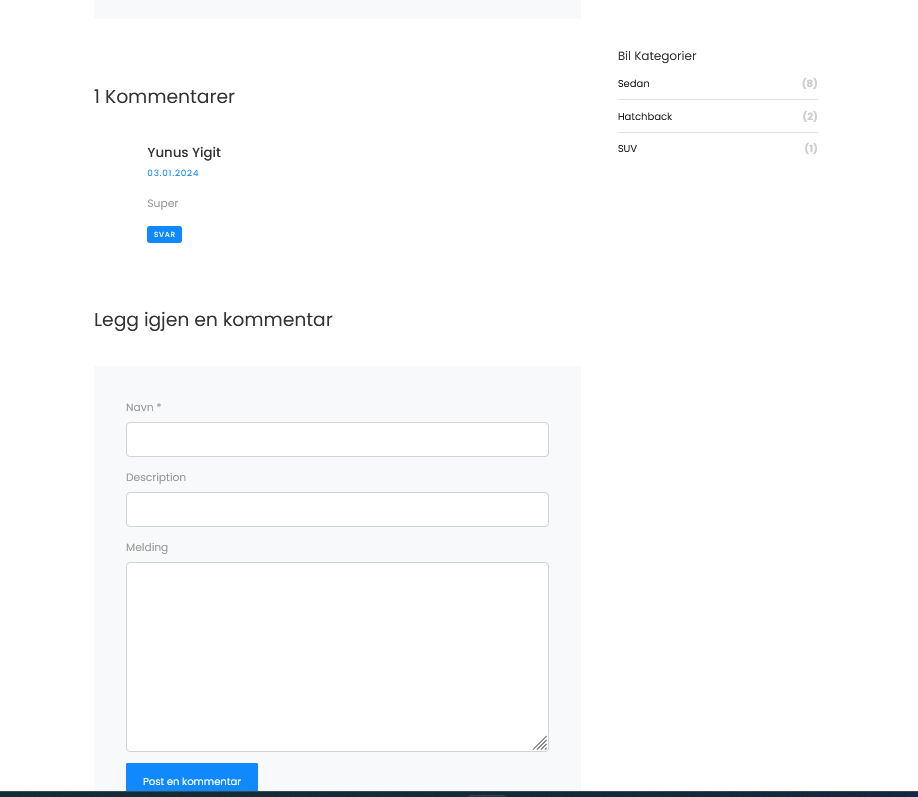 1 Kommentarer
Yunus Yigit
03.01.2024
Super
SVAR
Legg igjen en kommentar
Navn *
Description
Melding
Post en kommentar
Bil Kategorier
Sedan (8)
Hatchback (2)
SUV (1)